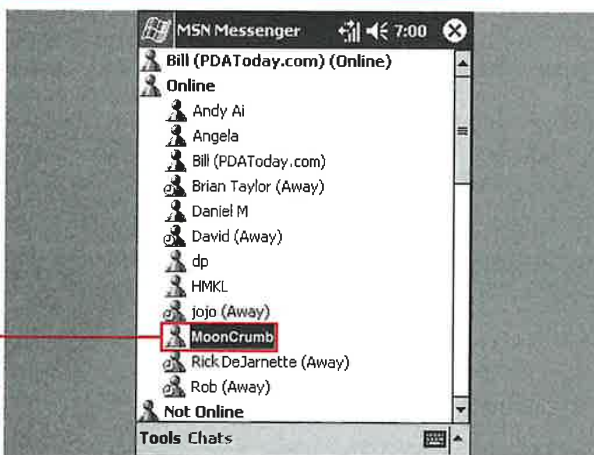 MSN Messenger 7:00
Bill (PDAToday.com) (Online)
Online
Andy Ai
Angela
Bill (PDAToday.com)
Brian Taylor (Away)
Daniel M
David (Away)
dp
HMKL
jojo (Away)
MoonCrumb
Rick DeJarnette (Away)
Rob (Away)
Not Online
Tools Chats